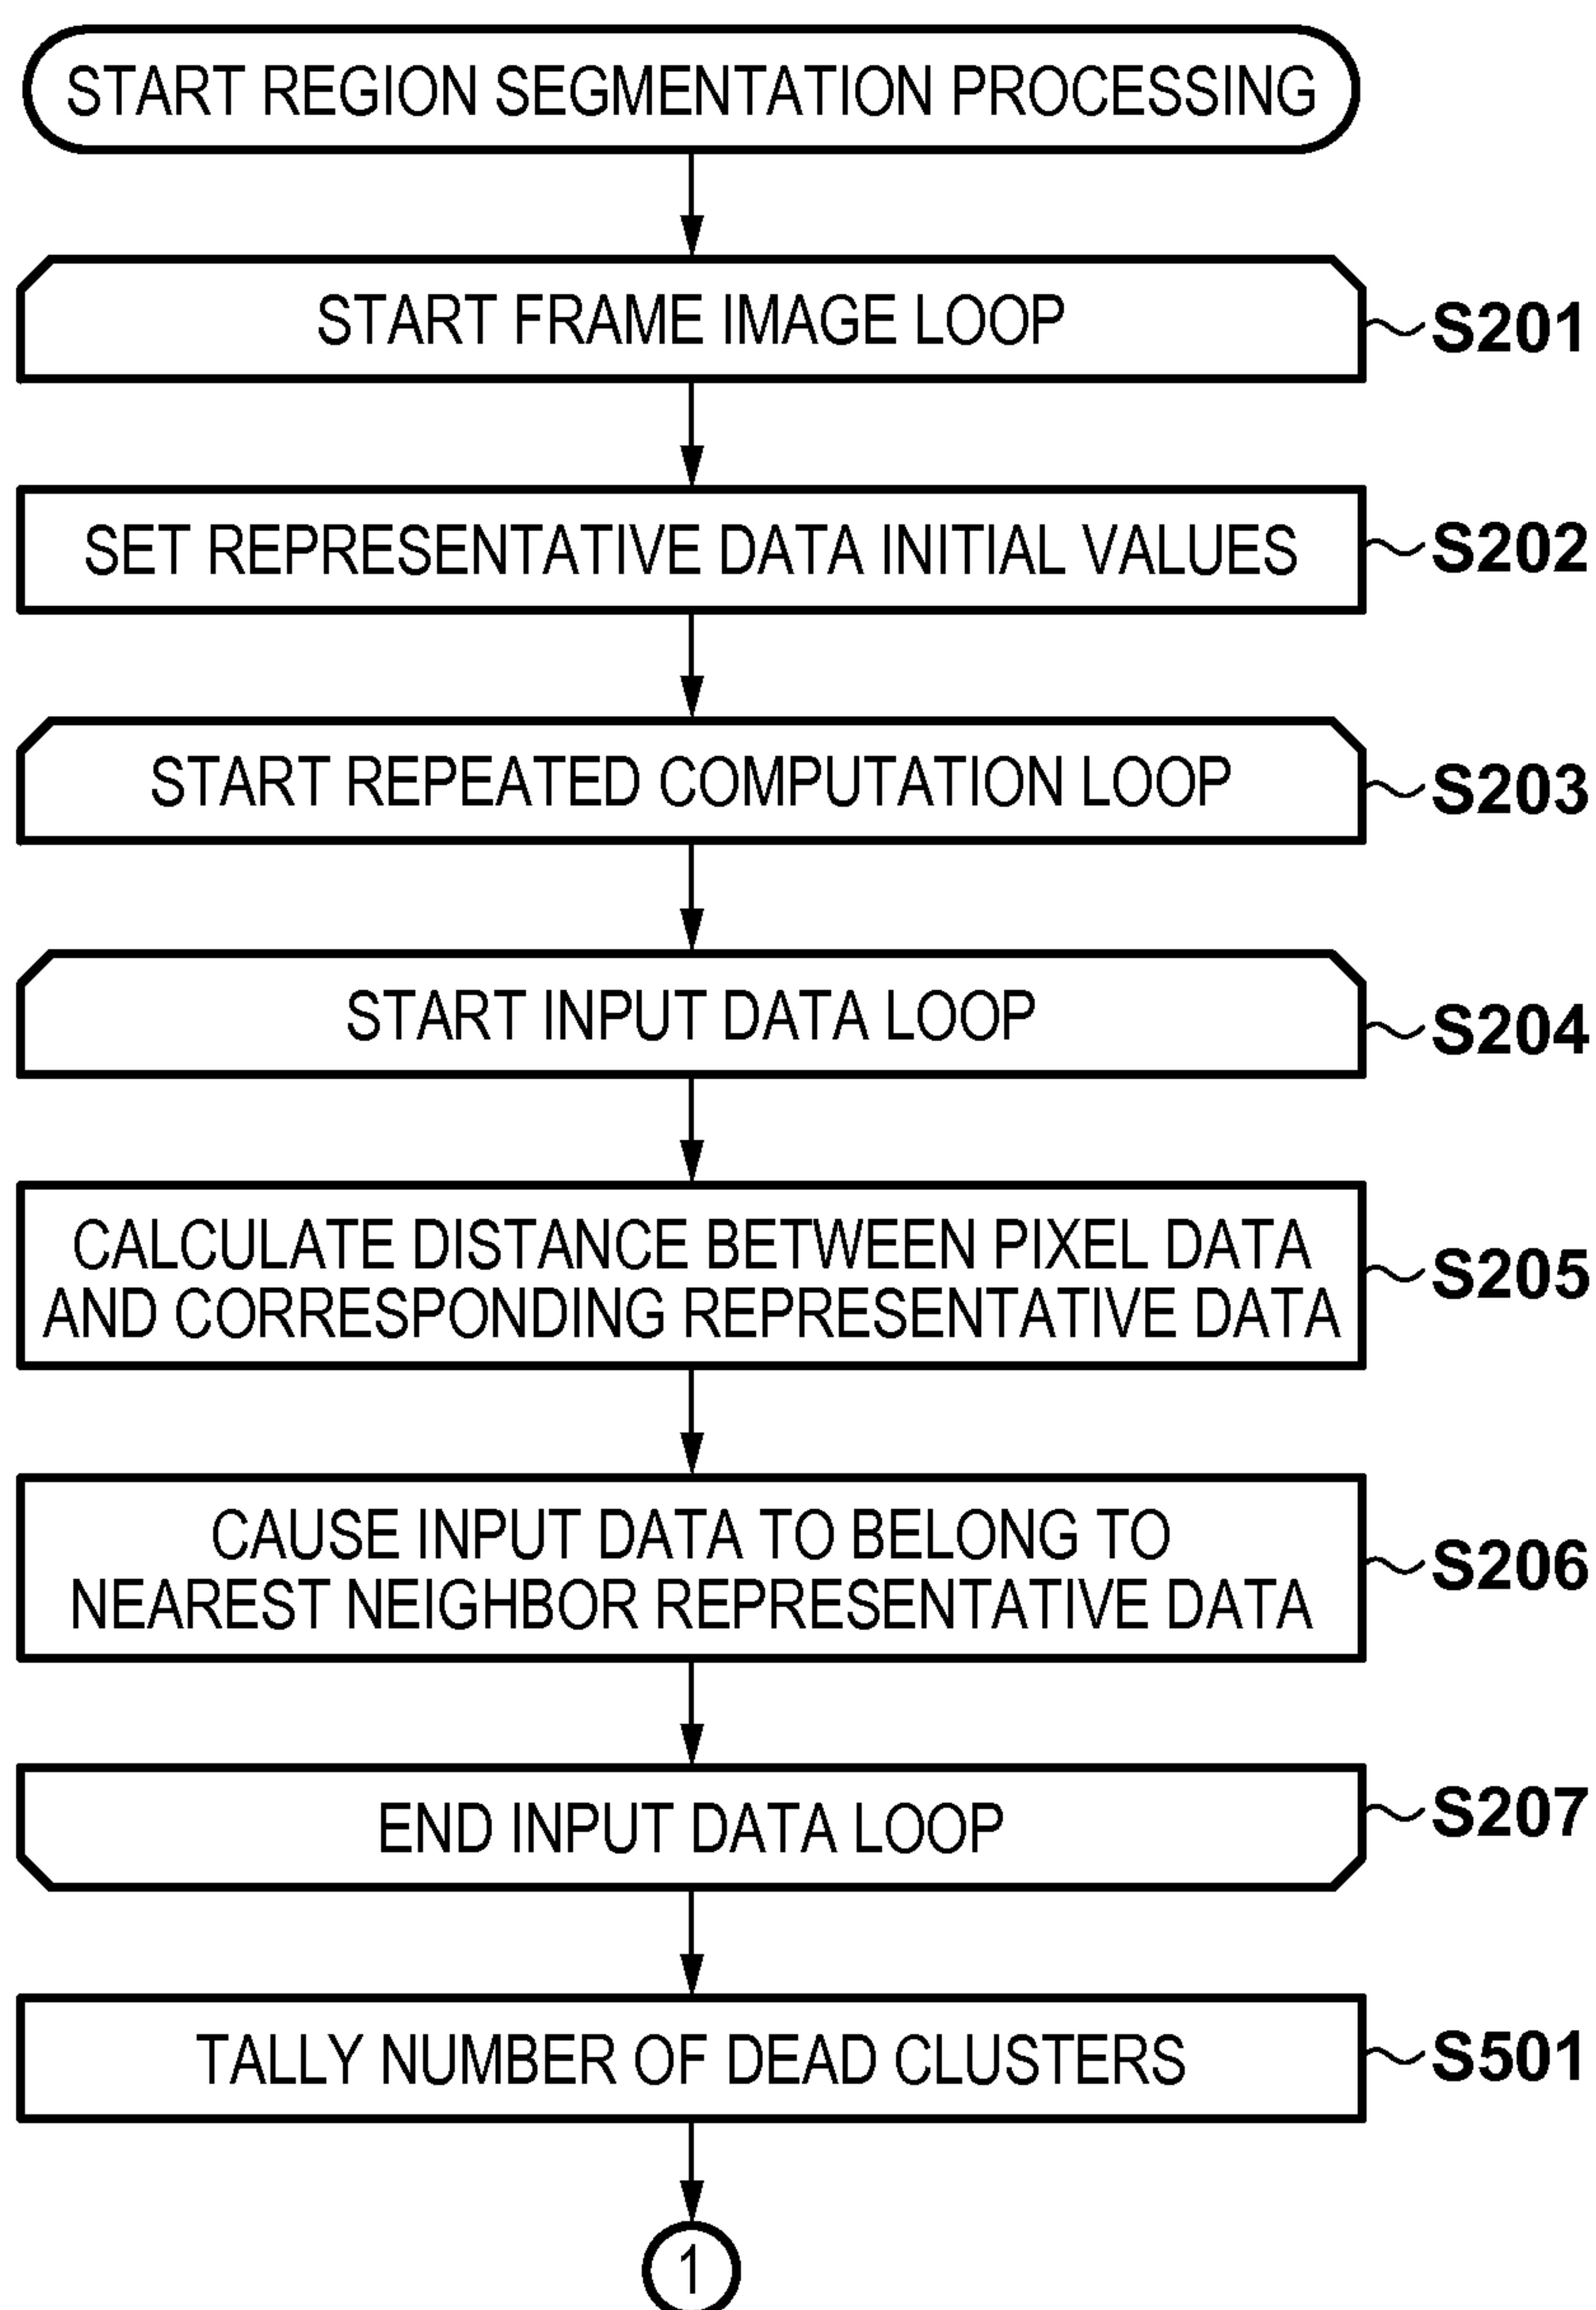 START REGION SEGMENTATION PROCESSING
START FRAME IMAGE LOOP
S201
SET REPRESENTATIVE DATA INITIAL VALUES
S202
START REPEATED COMPUTATION LOOP
S203
START INPUT DATA LOOP
S204
CALCULATE DISTANCE BETWEEN PIXEL DATA
AND CORRESPONDING REPRESENTATIVE DATA
S205
CAUSE INPUT DATA TO BELONG TO
NEAREST NEIGHBOR REPRESENTATIVE DATA
S206
END INPUT DATA LOOP
S207
TALLY NUMBER OF DEAD CLUSTERS
S501
1